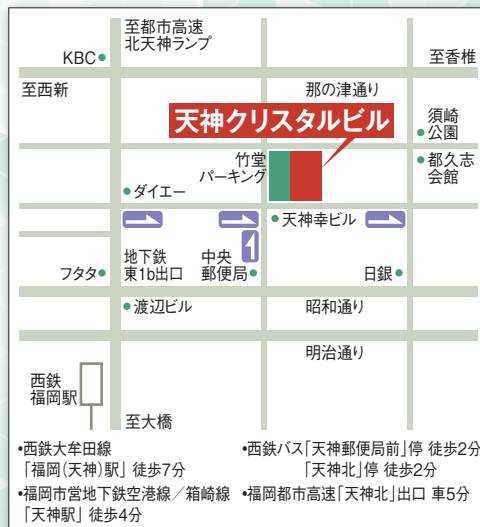 至都市高速
北天神ランプ
KBC
至香椎
至西新
那の津通り
天神クリスタルビル
須崎
公園
竹堂
パーキング
都久志
会館
ダイエー
天神幸ビル
地下鉄
東1b出口
中央
郵便局
フタタ
日銀
渡辺ビル
昭和通り
明治通り
西鉄
福岡駅
至大橋
•西鉄大牟田線
「福岡(天神)駅」 徒歩7分
•福岡市営地下鉄空港線／箱崎線
「天神駅」 徒歩4分
•西鉄バス「天神郵便局前」停 徒歩2分
「天神北」停 徒歩2分
•福岡都市高速「天神北」出口 車5分